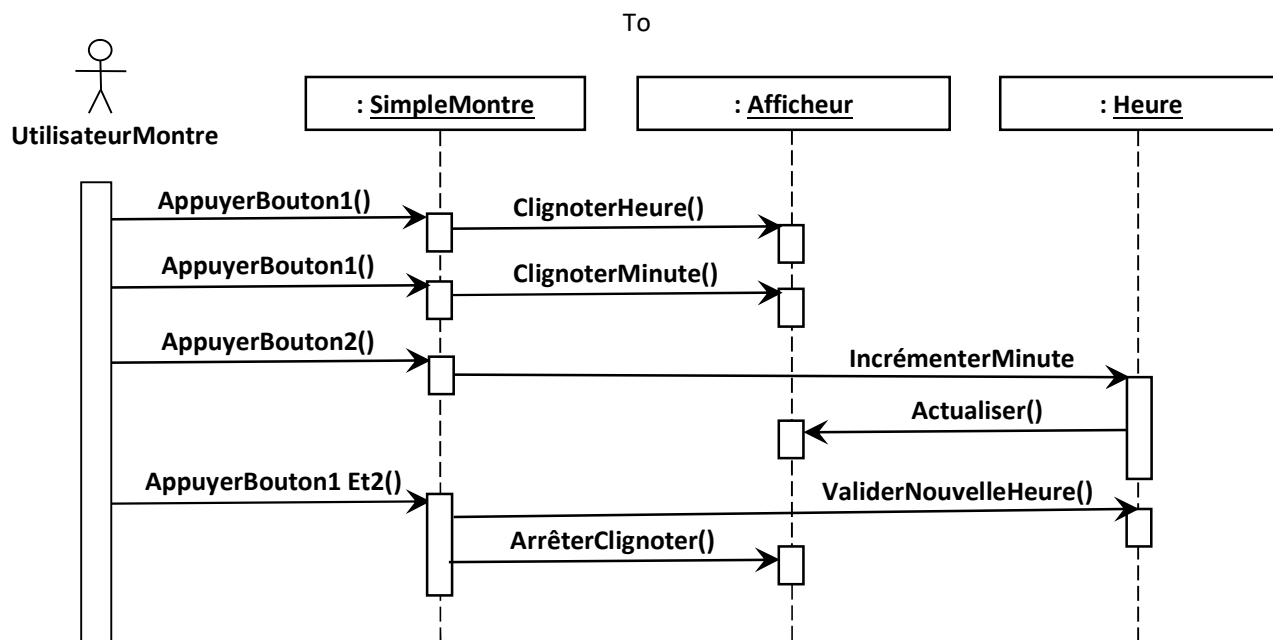 To
: SimpleMontre
: Afficheur
: Heure
UtilisateurMontre
AppuyerBouton1()
ClignoterHeure()
AppuyerBouton1()
ClignoterMinute()
AppuyerBouton2()
IncrémenterMinute
Actualiser()
AppuyerBouton1 Et2()
ValiderNouvelleHeure()
ArrêterClignoter()